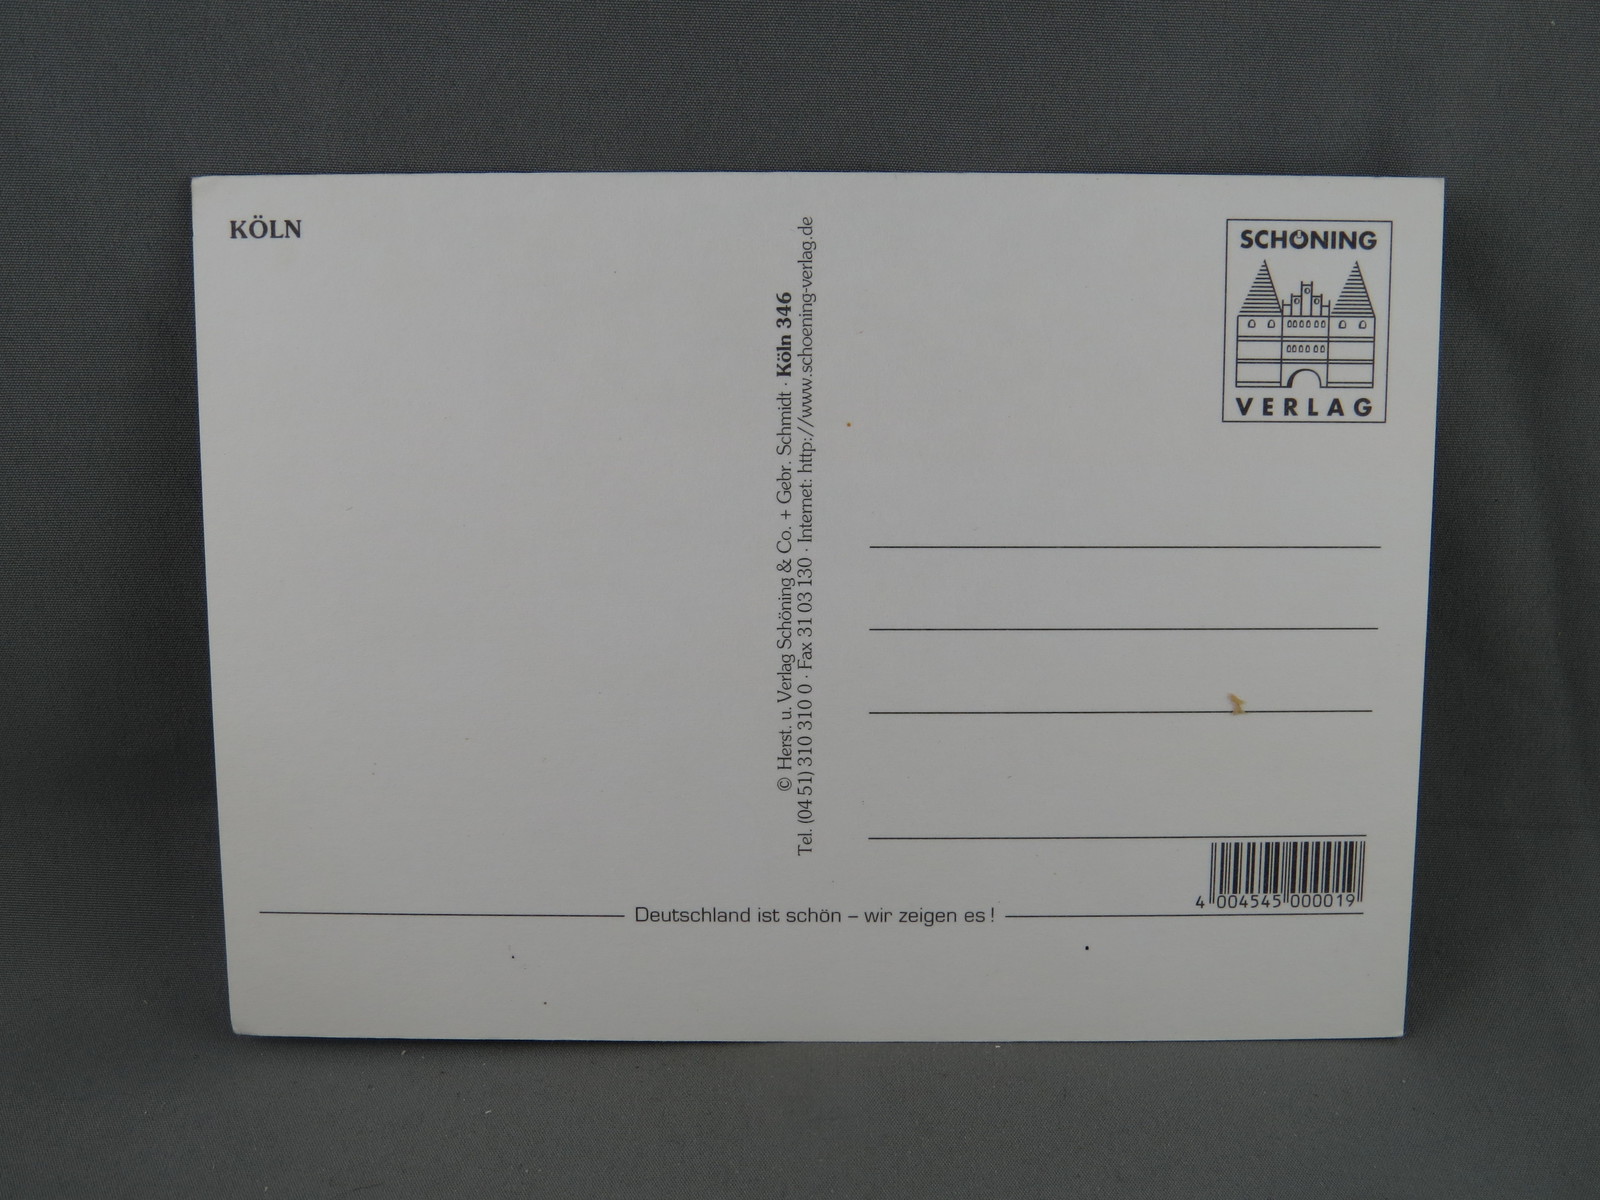 KÖLN
© Herst. u. Verlag Schöning & Co. + Gebr. Schmidt · Köln 346
Tel. (04 51) 310 310 0 · Fax 31 03 130 · Internet: http://www.schoening-verlag.de
SCHÖNING
VERLAG
4 004545 000019
Deutschland ist schön – wir zeigen es !